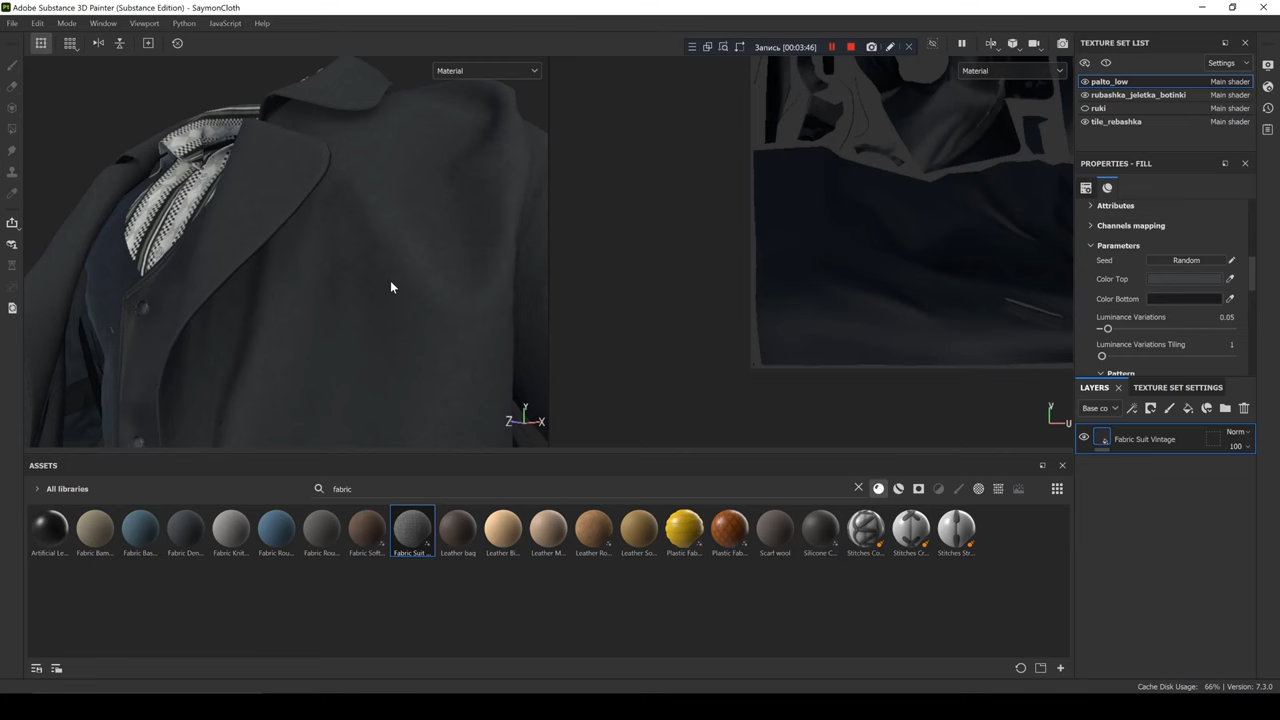 Adobe Substance 3D Painter (Substance Edition) - SaymonCloth
File Edit Mode Window Viewport Python JavaScript Help
Запись [00:03:46]
Material
Material
Z Y X
V U
TEXTURE SET LIST
Settings
palto_low Main shader
rubashka_jeletka_botinki Main shader
ruki Main shader
tile_rebashka Main shader
PROPERTIES - FILL
Attributes
Channels mapping
Parameters
Seed Random
Color Top
Color Bottom
Luminance Variations 0.05
Luminance Variations Tiling 1
Pattern
LAYERS TEXTURE SET SETTINGS
Base co
Fabric Suit Vintage Norm
100
ASSETS
All libraries fabric
Artificial Le... Fabric Bam... Fabric Bas... Fabric Den... Fabric Knit... Fabric Rou... Fabric Rou... Fabric Soft... Fabric Suit ... Leather bag Leather Bi... Leather M... Leather Ro... Leather So... Plastic Fab... Plastic Fab... Scarf wool Silicone C... Stitches Co... Stitches Cr... Stitches Str...
Cache Disk Usage: 66% | Version: 7.3.0